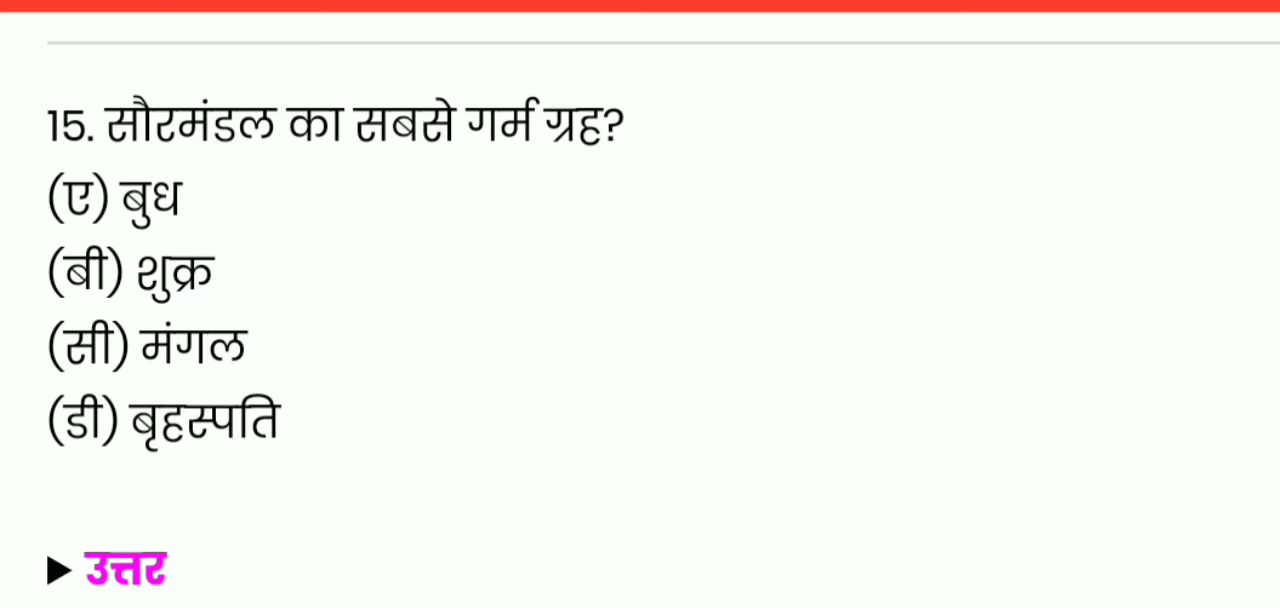 15. सौरमंडल का सबसे गर्म ग्रह?
(ए) बुध
(बी) शुक्र
(सी) मंगल
(डी) बृहस्पति
▶ उत्तर